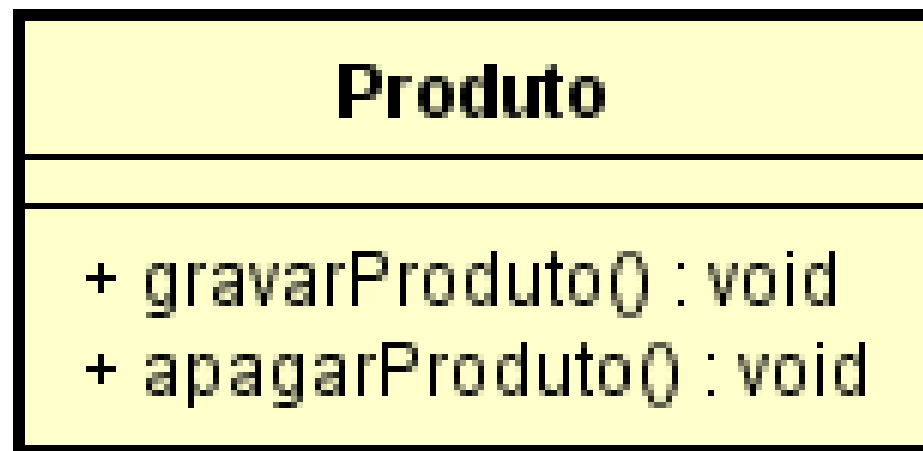 Produto
+ gravarProduto() : void
+ apagarProduto() : void